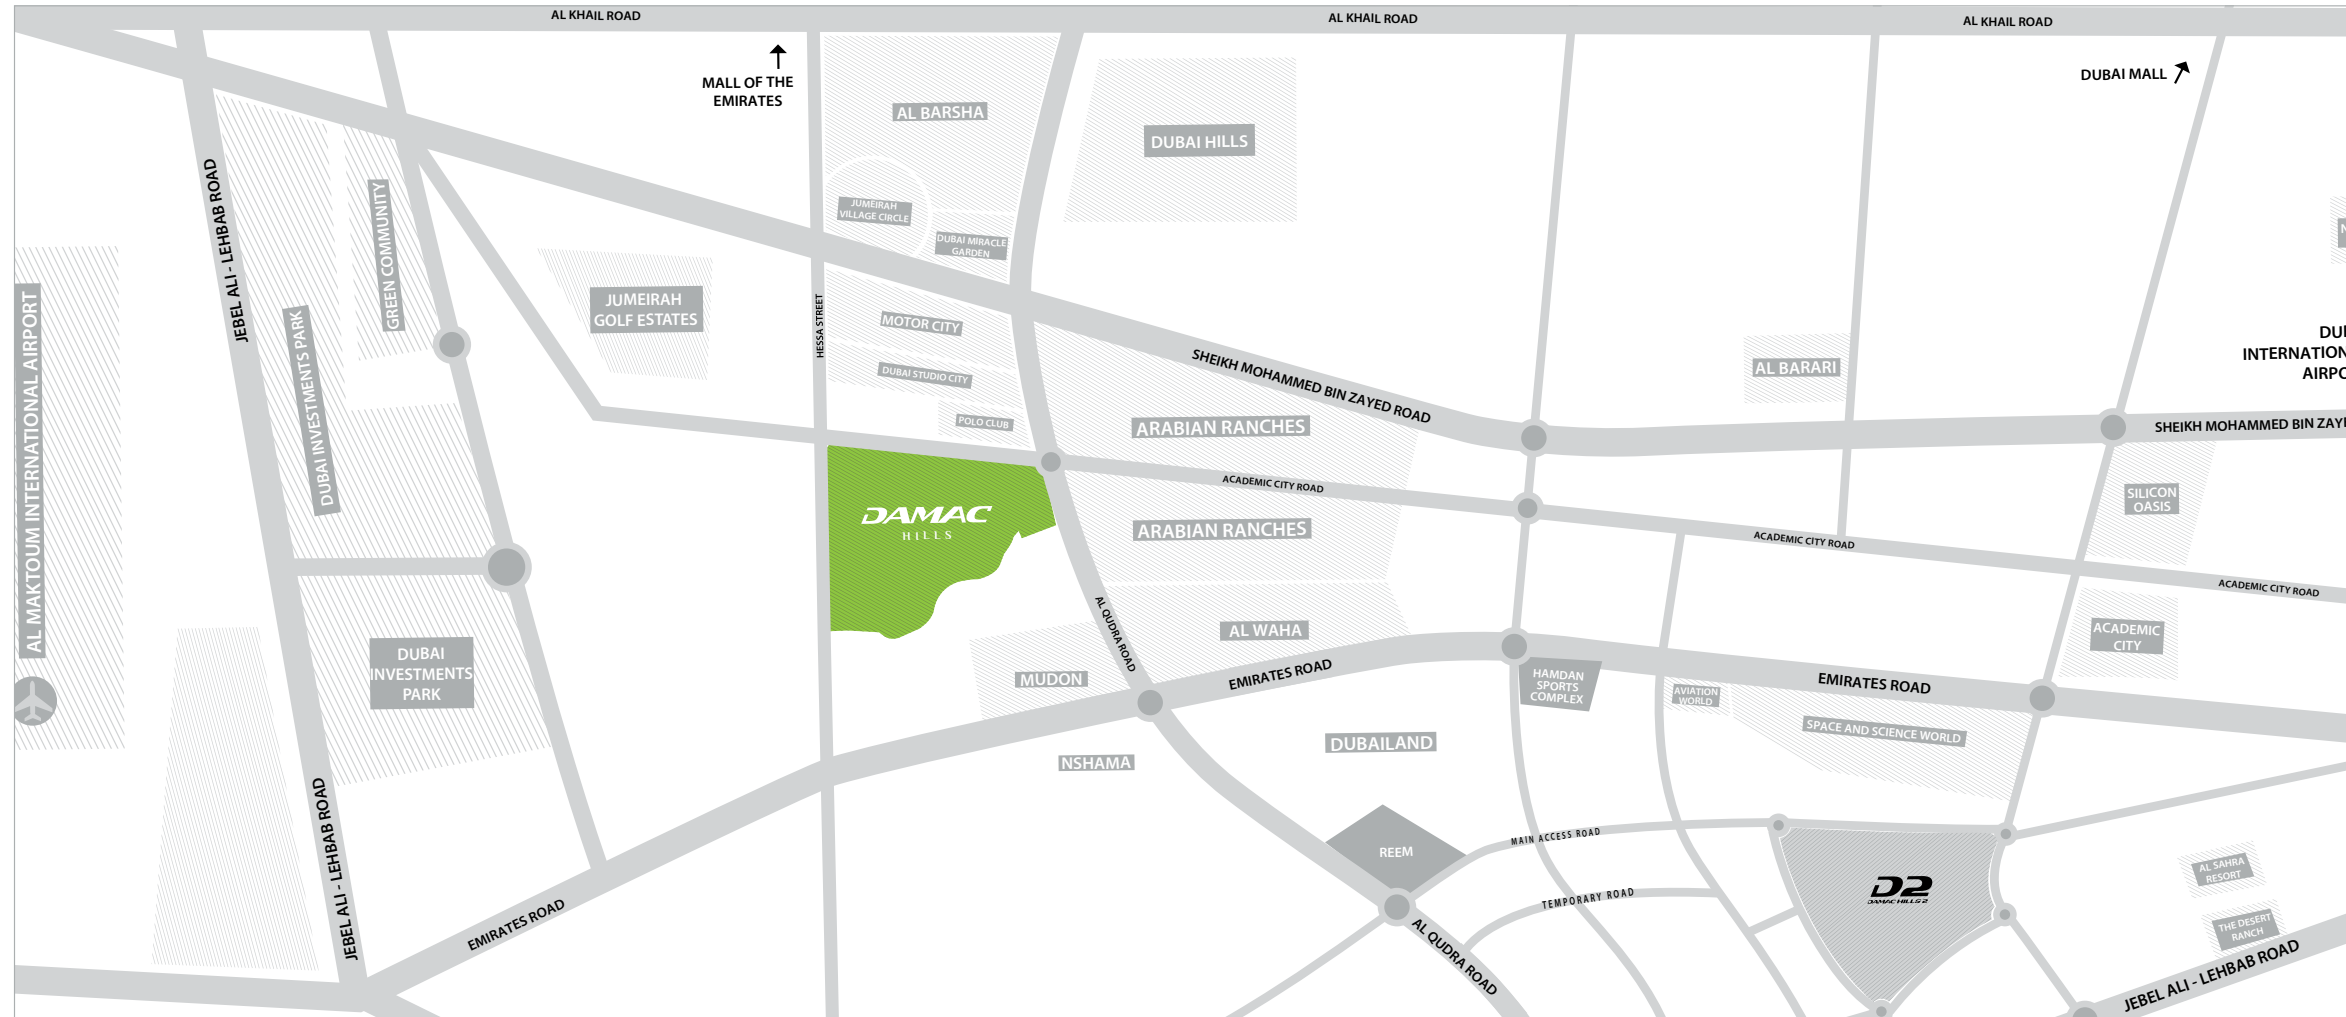 AL KHAIL ROAD
AL KHAIL ROAD
AL KHAIL ROAD
MALL OF THE
EMIRATES
DUBAI MALL
AL BARSHA
DUBAI HILLS
JEBEL ALI - LEHBAB ROAD
GREEN COMMUNITY
JUMEIRAH
VILLAGE CIRCLE
DUBAI MIRACLE
GARDEN
JUMEIRAH
GOLF ESTATES
HESSA STREET
MOTOR CITY
DUBAI STUDIO CITY
POLO CLUB
SHEIKH MOHAMMED BIN ZAYED ROAD
AL BARARI
INTERNATION
AIRPO
DUBAI INVESTMENTS PARK
AL MAKTOUM INTERNATIONAL AIRPORT
ARABIAN RANCHES
SHEIKH MOHAMMED BIN ZAYE
ACADEMIC CITY ROAD
SILICON
OASIS
DAMAC
HILLS
ARABIAN RANCHES
ACADEMIC CITY ROAD
ACADEMIC CITY ROAD
AL QUDRA ROAD
AL WAHA
ACADEMIC
CITY
DUBAI
INVESTMENTS
PARK
MUDON
EMIRATES ROAD
HAMDAN
SPORTS
COMPLEX
EMIRATES ROAD
AVIATION
WORLD
SPACE AND SCIENCE WORLD
NSHAMA
DUBAILAND
JEBEL ALI - LEHBAB ROAD
MAIN ACCESS ROAD
REEM
TEMPORARY ROAD
D2
DAMAC HILLS 2
AL SAHRA
RESORT
EMIRATES ROAD
AL QUDRA ROAD
THE DESERT
RANCH
JEBEL ALI - LEHBAB ROAD